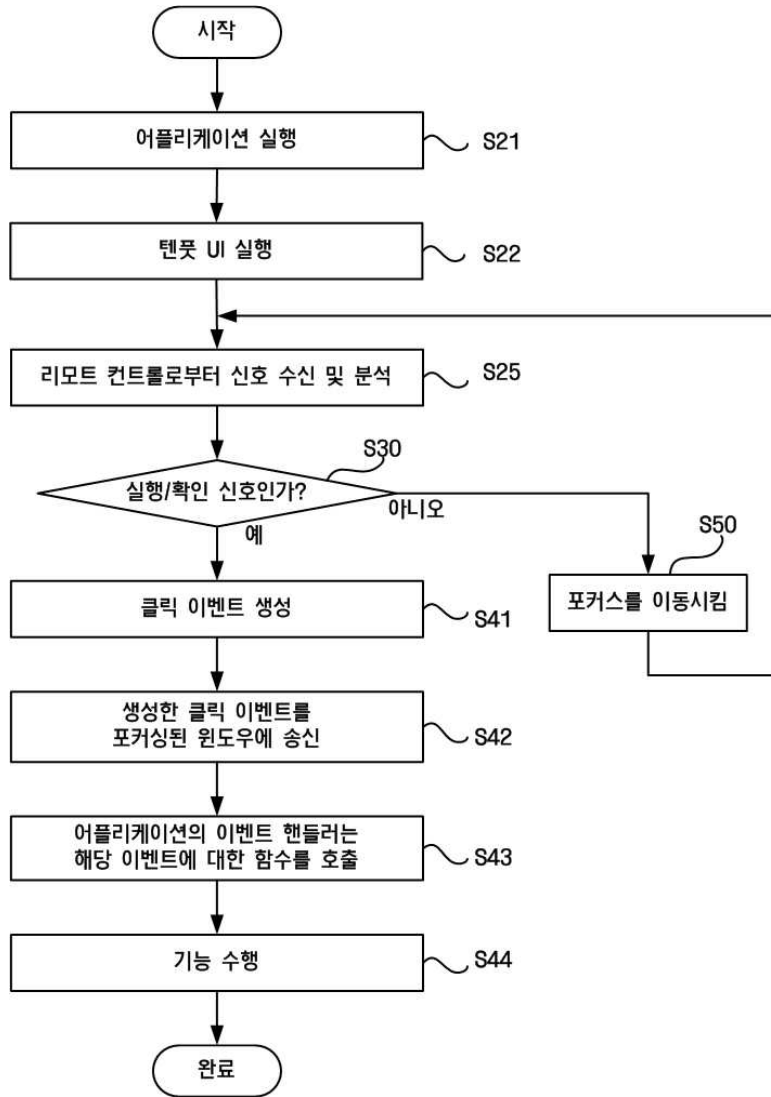 시작
어플리케이션 실행
S21
텐풋 UI 실행
S22
리모트 컨트롤로부터 신호 수신 및 분석
S25
S30
실행/확인 신호인가?
아니오
예
S50
포커스를 이동시킴
클릭 이벤트 생성
S41
생성한 클릭 이벤트를
포커싱된 윈도우에 송신
S42
어플리케이션의 이벤트 핸들러는
해당 이벤트에 대한 함수를 호출
S43
기능 수행
S44
완료